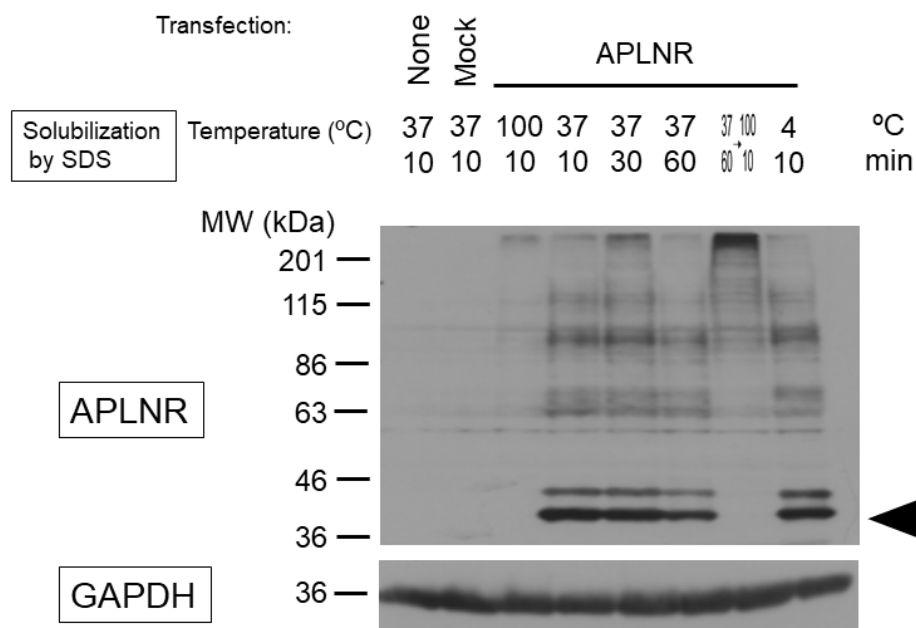 Transfection:
None
Mock
APLNR
Solubilization
by SDS
Temperature (ºC)
37 37 100 37 37 37 37 → 100 4 ºC
10 10 10 10 30 60 60 10 10 min
MW (kDa)
201
115
86
APLNR
63
46
36
GAPDH
36